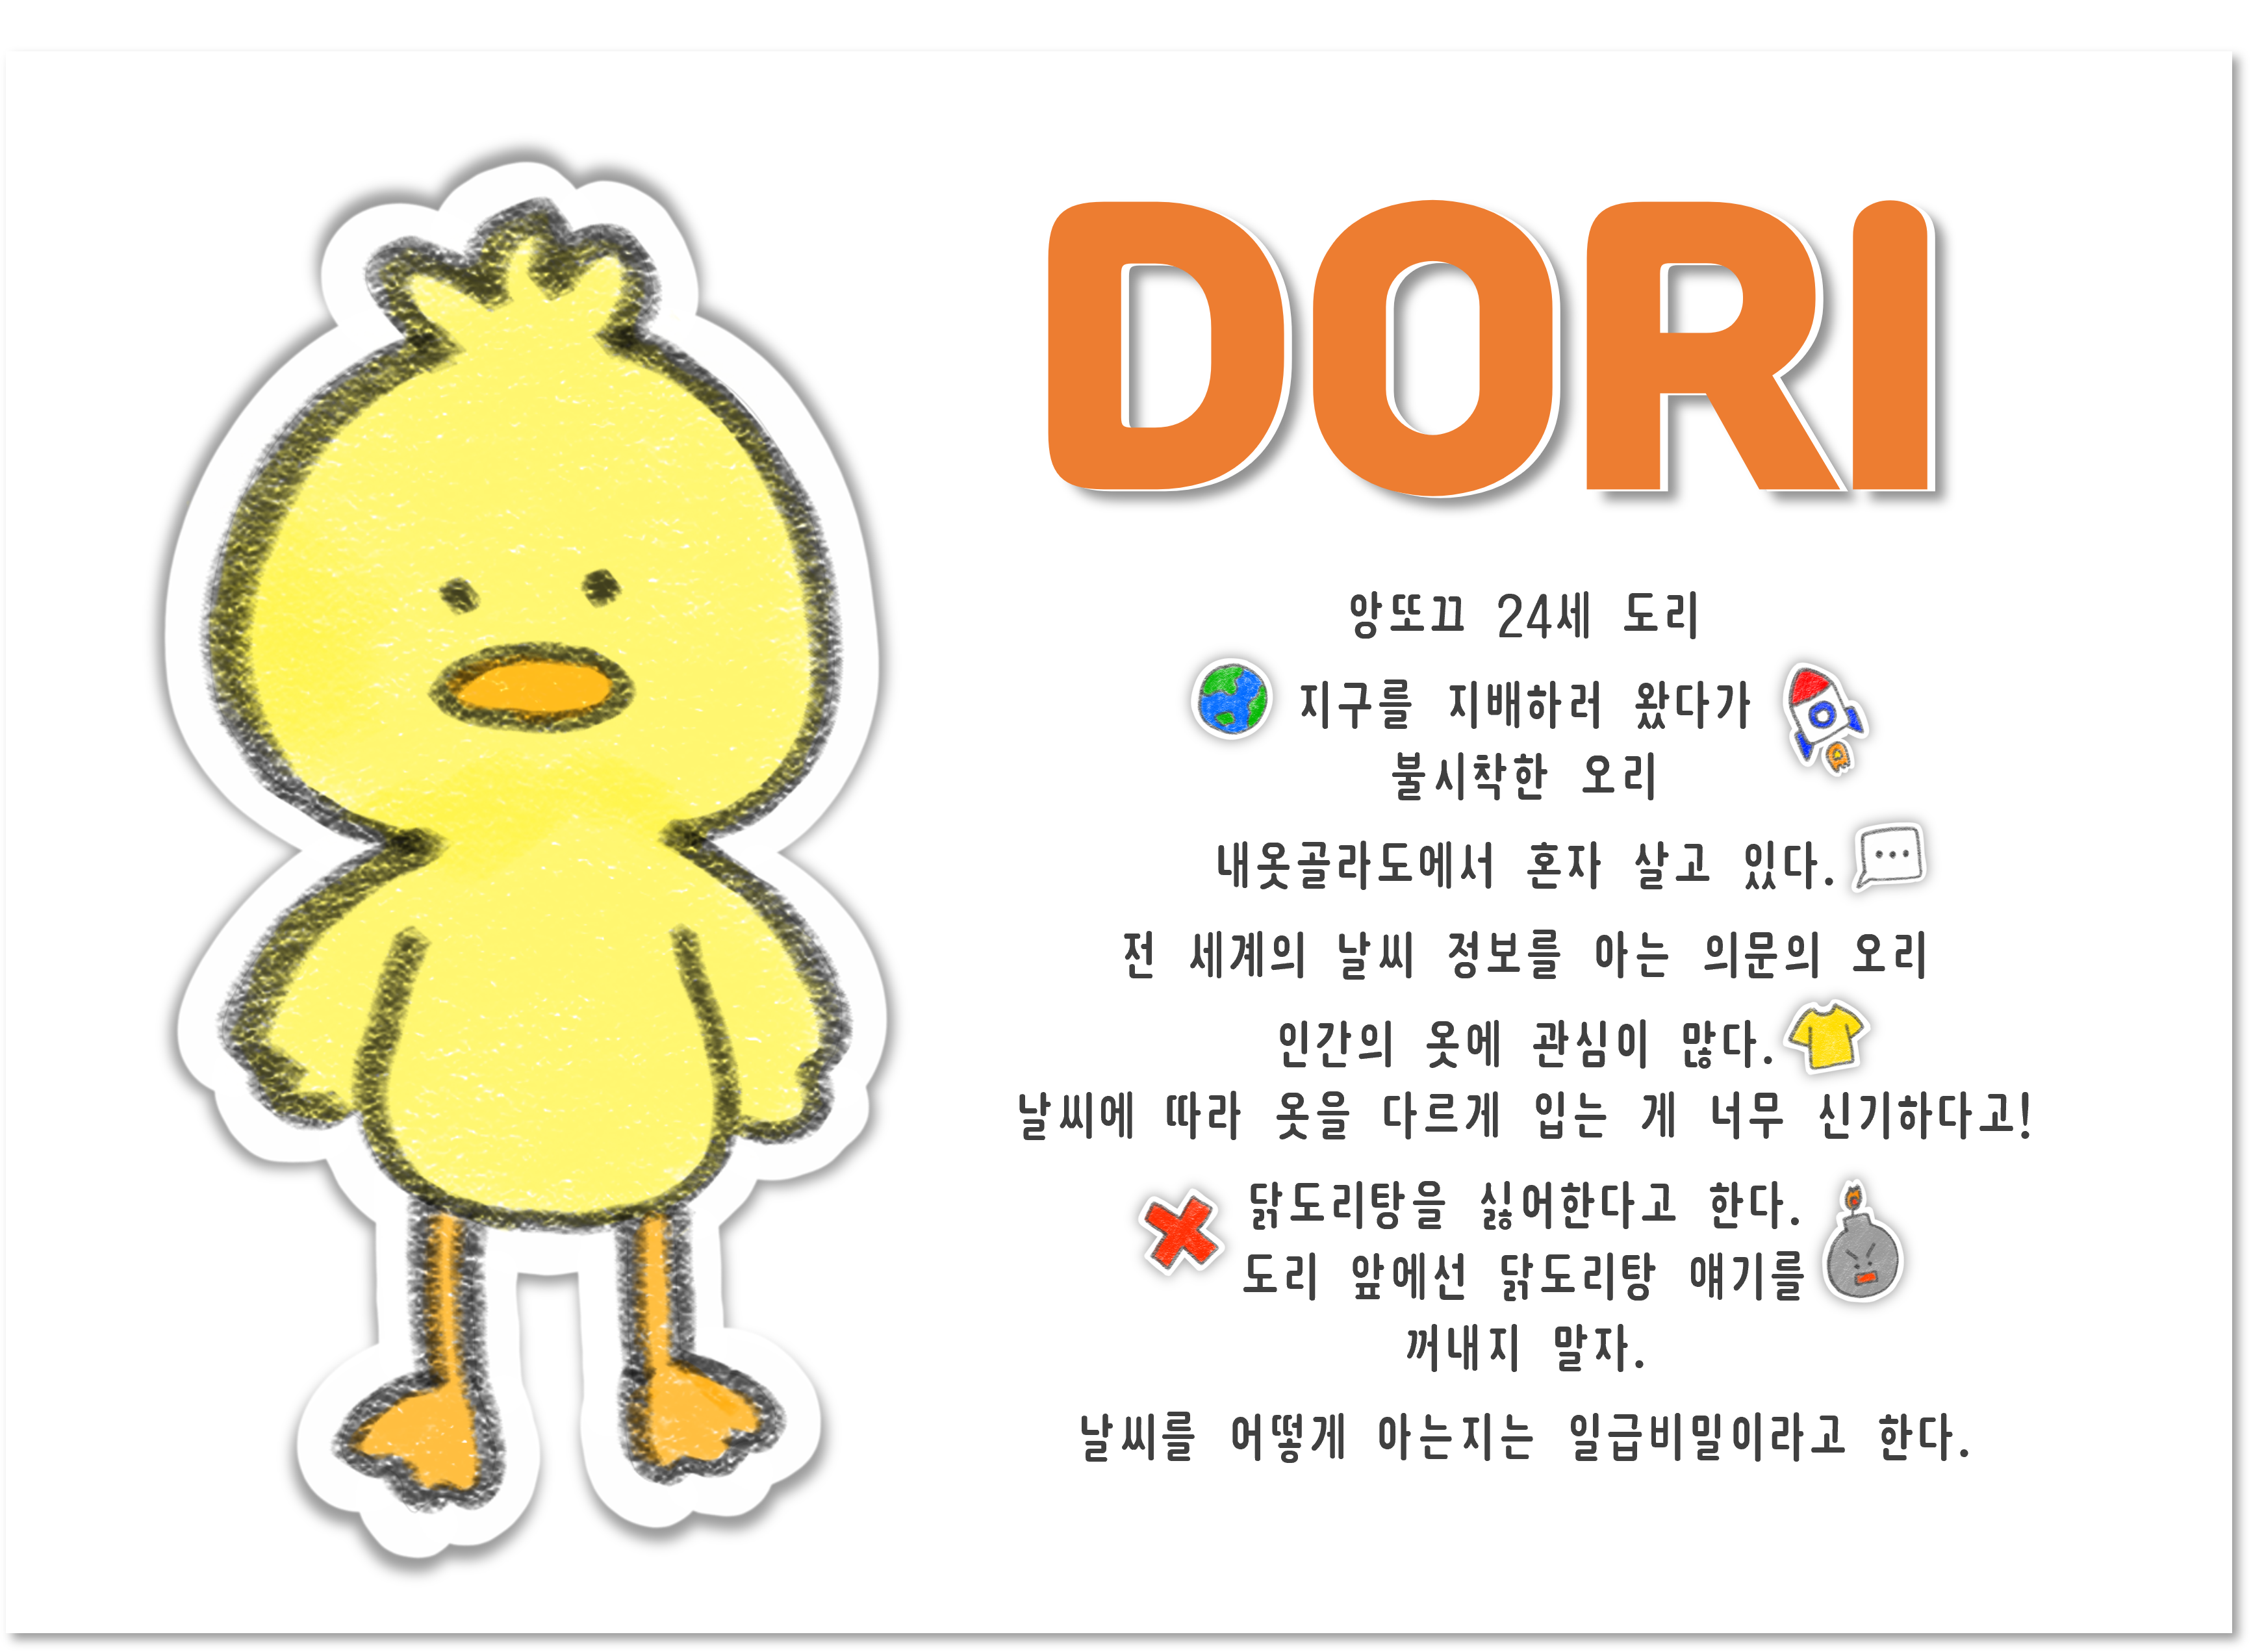 DORI
앙또끄 24세 도리
지구를 지배하러 왔다가
불시착한 오리
내옷골라도에서 혼자 살고 있다.
전 세계의 날씨 정보를 아는 의문의 오리
인간의 옷에 관심이 많다.
날씨에 따라 옷을 다르게 입는 게 너무 신기하다고!
닭도리탕을 싫어한다고 한다.
도리 앞에선 닭도리탕 얘기를
꺼내지 말자.
날씨를 어떻게 아는지는 일급비밀이라고 한다.